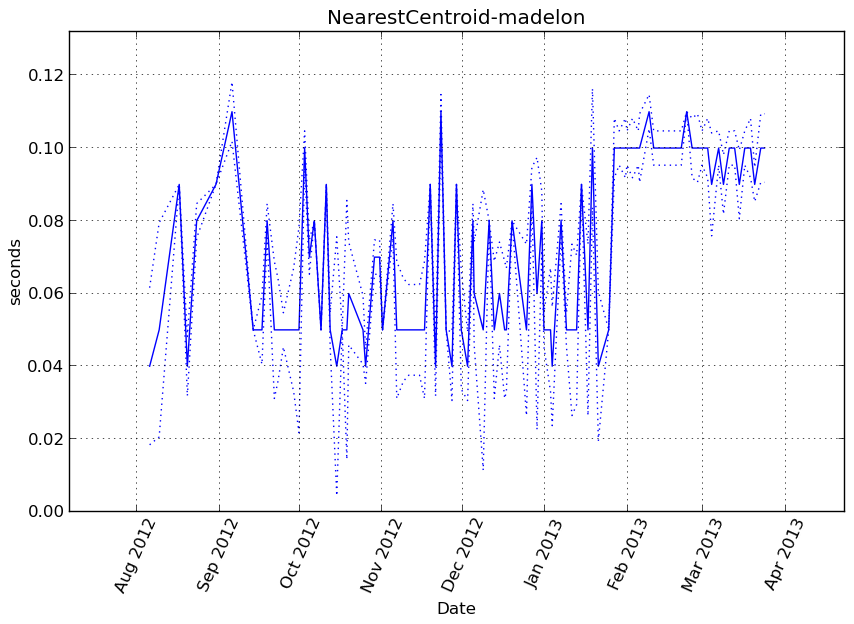 NearestCentroid-madelon
0.12
0.10
0.08
0.06
0.04
0.02
0.00
seconds
Aug 2012
Sep 2012
Oct 2012
Nov 2012
Dec 2012
Jan 2013
Feb 2013
Mar 2013
Apr 2013
Date